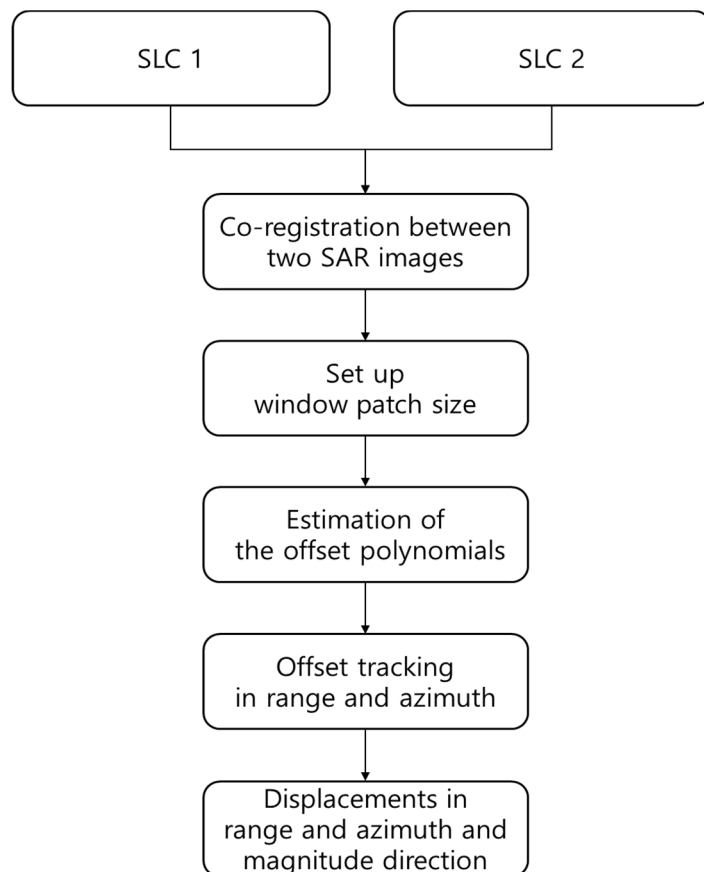 SLC 1
SLC 2
Co-registration between
two SAR images
Set up
window patch size
Estimation of
the offset polynomials
Offset tracking
in range and azimuth
Displacements in
range and azimuth and
magnitude direction